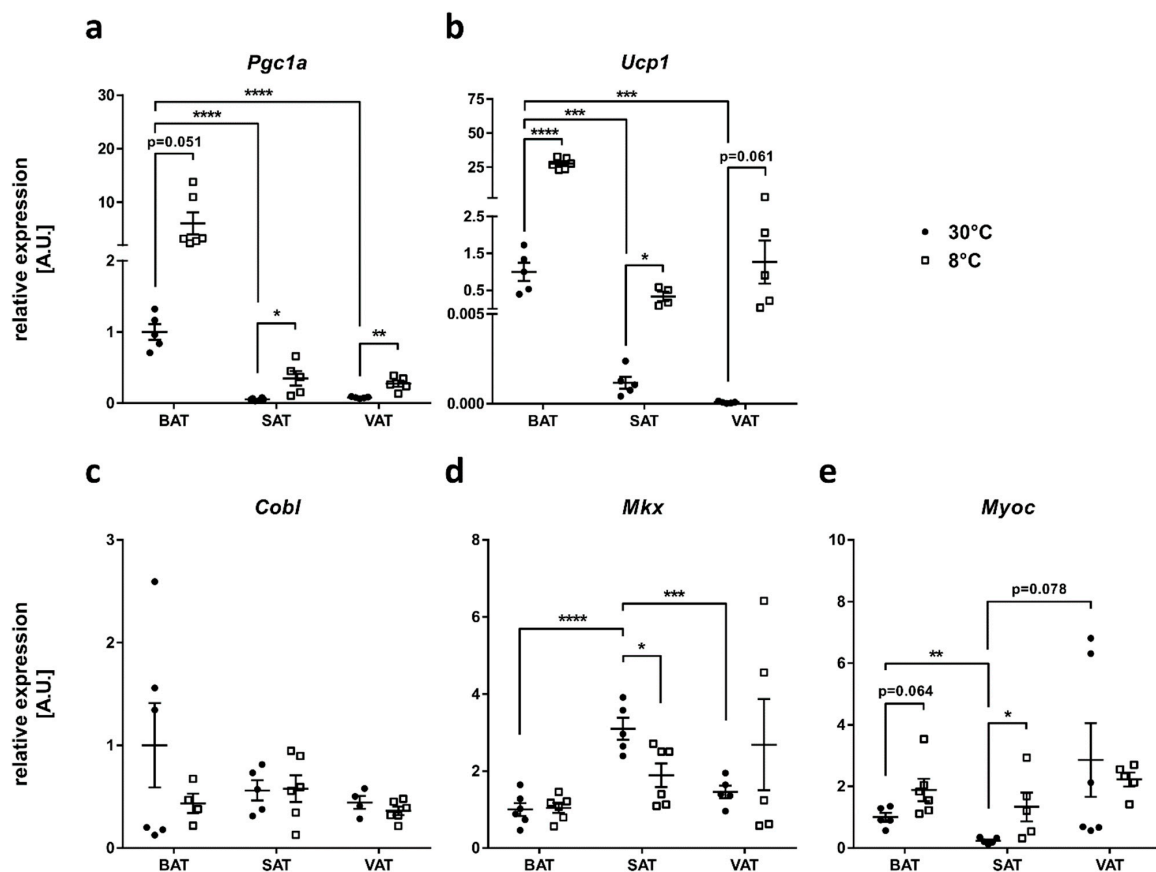 a
Pgc1a
relative expression
[A.U.]
30
20
10
2
1
0
****
****
p=0.051
*
**
BAT
SAT
VAT
b
Ucp1
75
50
25
1.5
1.0
0.5
0.005
0.000
***
***
****
*
p=0.061
BAT
SAT
VAT
30°C
8°C
c
Cobl
relative expression
[A.U.]
3
2
1
0
BAT
SAT
VAT
d
Mkx
8
6
4
2
0
****
***
*
BAT
SAT
VAT
e
Myoc
10
8
6
4
2
0
p=0.078
**
p=0.064
*
BAT
SAT
VAT